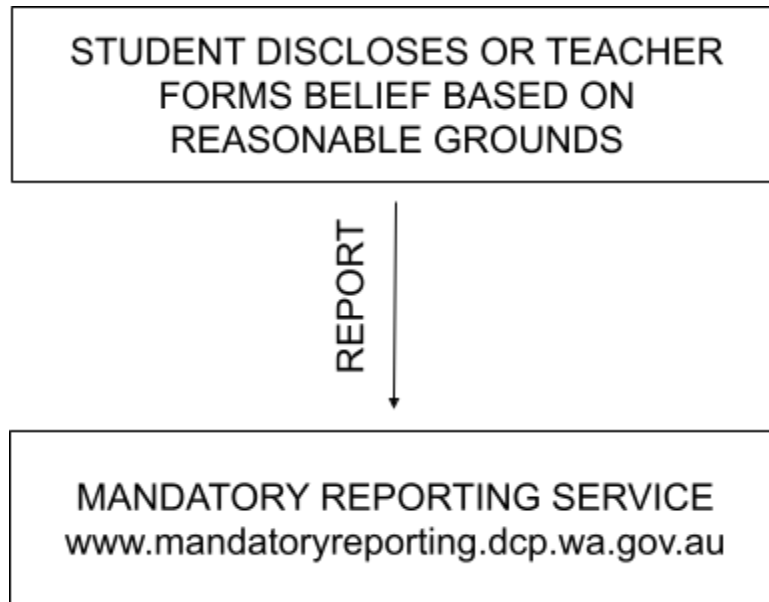 STUDENT DISCLOSES OR TEACHER
FORMS BELIEF BASED ON
REASONABLE GROUNDS
REPORT
MANDATORY REPORTING SERVICE
www.mandatoryreporting.dcp.wa.gov.au